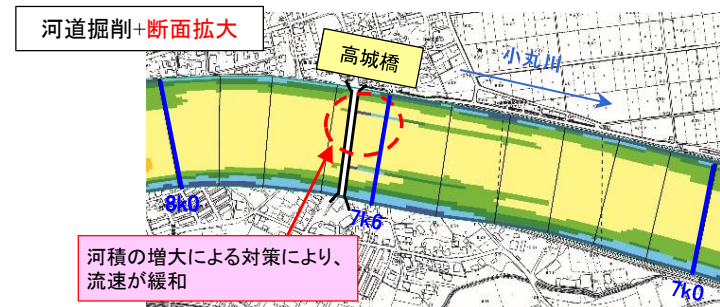 河道掘削+断面拡大
高城橋
小丸川
8k0
7k6
7k0
河積の増大による対策により、
流速が緩和